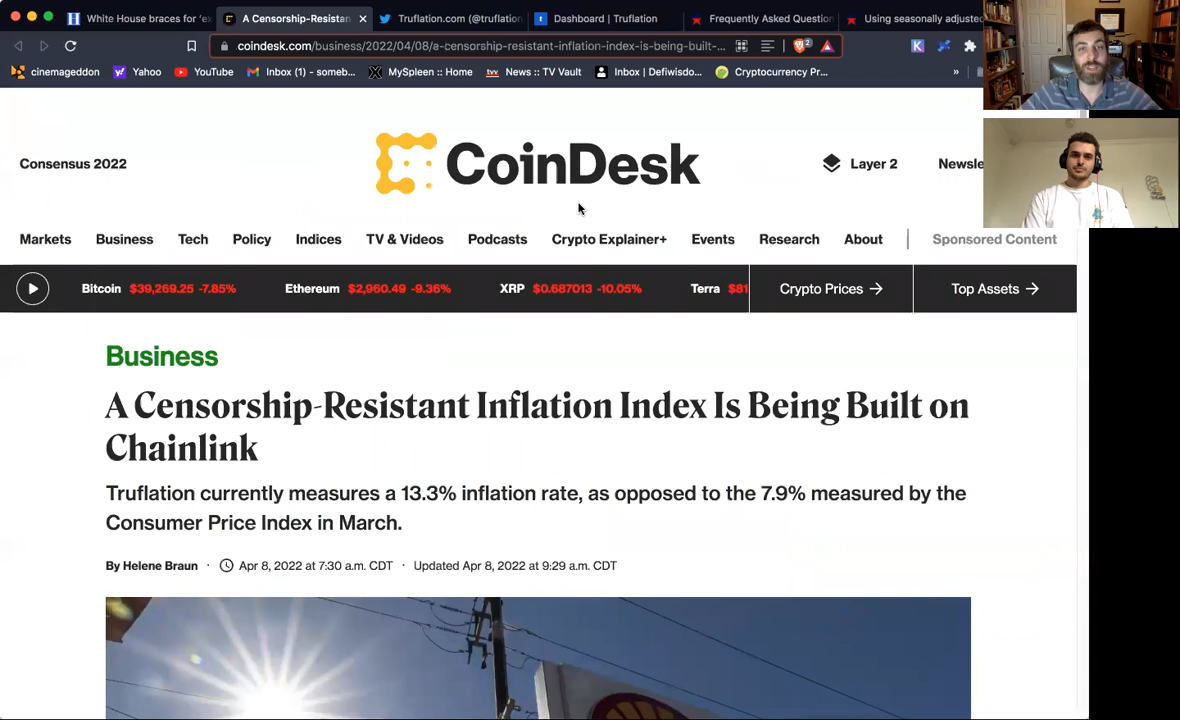 White House braces for 'ex
A Censorship-Resistan
Truflation.com (@truflation
Dashboard | Truflation
Frequently Asked Question
Using seasonally adjusted
coindesk.com/business/2022/04/08/a-censorship-resistant-inflation-index-is-being-built-...
2
cinemageddon
Yahoo
YouTube
Inbox (1) - someb...
MySpleen :: Home
News :: TV Vault
Inbox | Defiwisdo...
Cryptocurrency Pr...
»
Consensus 2022
CoinDesk
Layer 2
Newsle
Markets
Business
Tech
Policy
Indices
TV & Videos
Podcasts
Crypto Explainer+
Events
Research
About
Sponsored Content
Bitcoin $39,269.25 -7.85%
Ethereum $2,960.49 -9.36%
XRP $0.687013 -10.05%
Terra $81
Crypto Prices →
Top Assets →
Business
A Censorship-Resistant Inflation Index Is Being Built on
Chainlink
Truflation currently measures a 13.3% inflation rate, as opposed to the 7.9% measured by the
Consumer Price Index in March.
By Helene Braun · Apr 8, 2022 at 7:30 a.m. CDT · Updated Apr 8, 2022 at 9:29 a.m. CDT